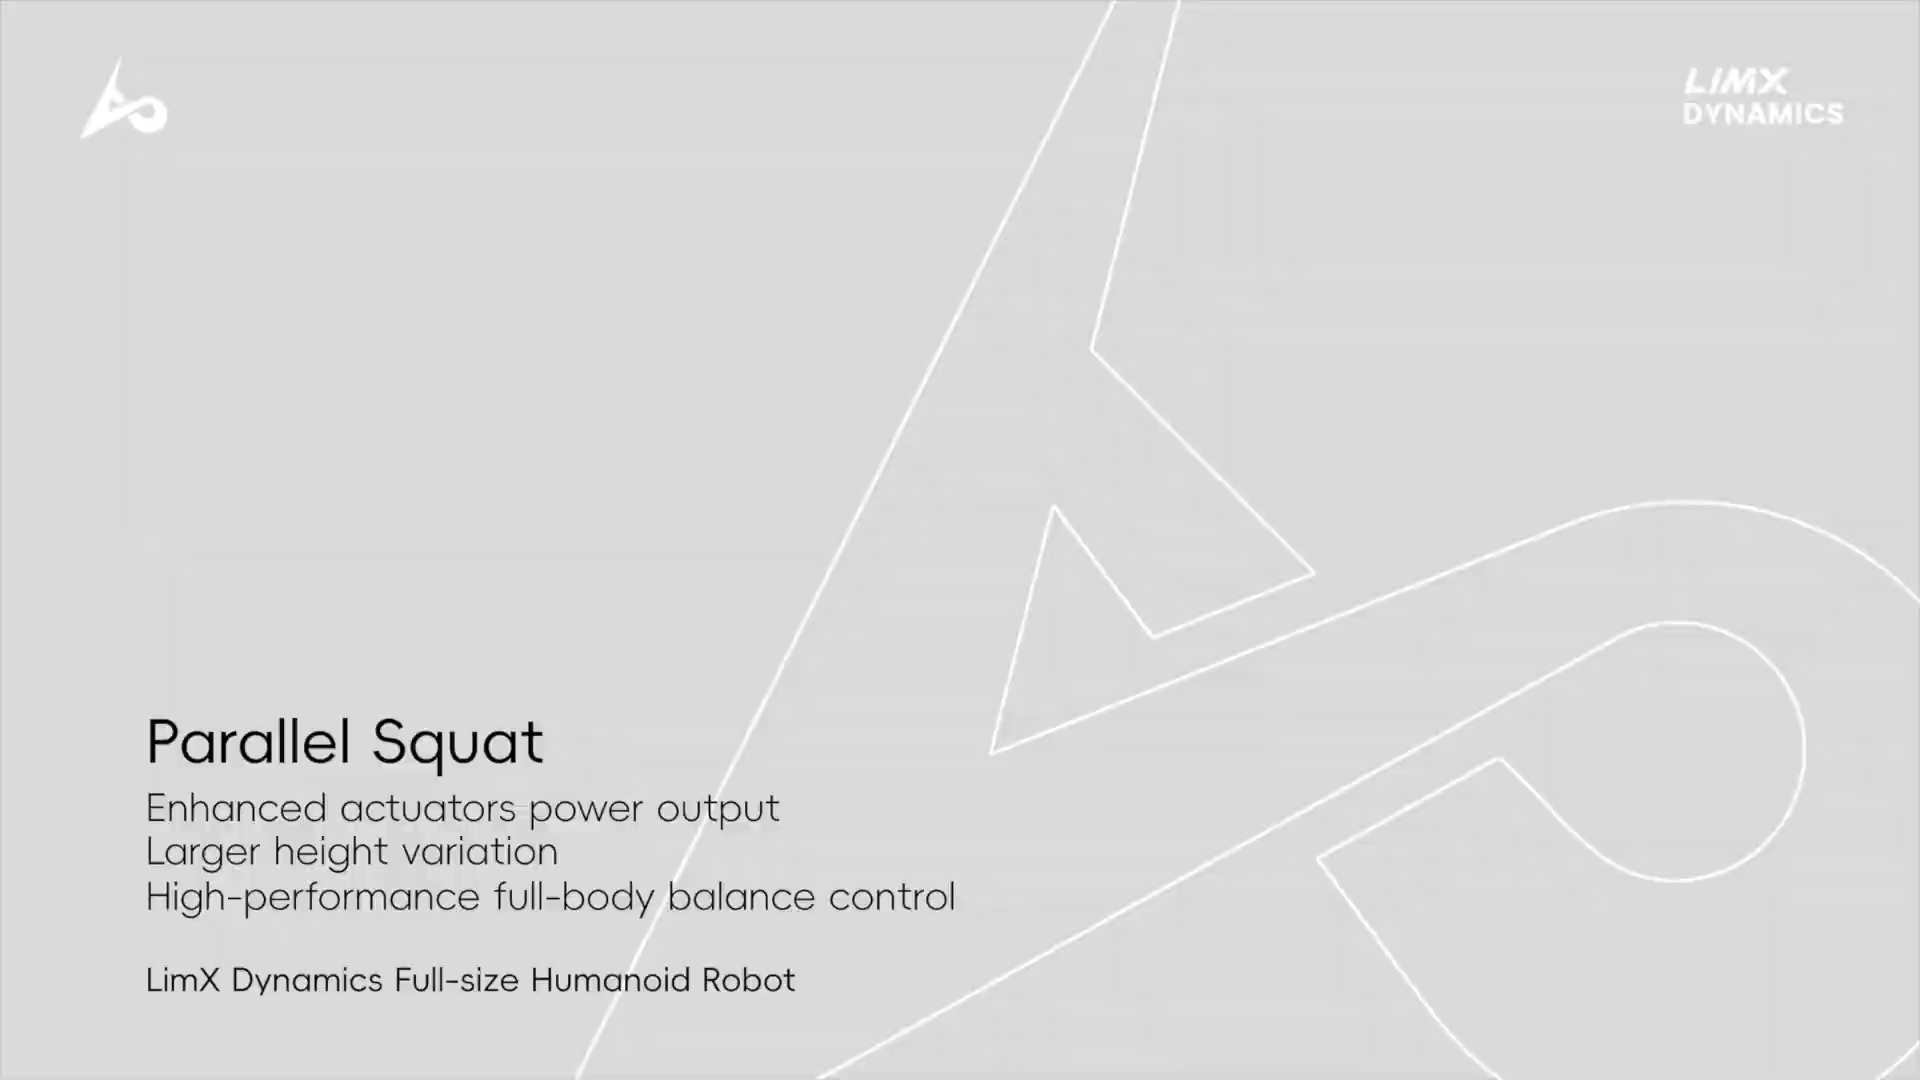 LIMX
DYNAMICS
Parallel Squat
Enhanced actuators power output
Larger height variation
High-performance full-body balance control
LimX Dynamics Full-size Humanoid Robot